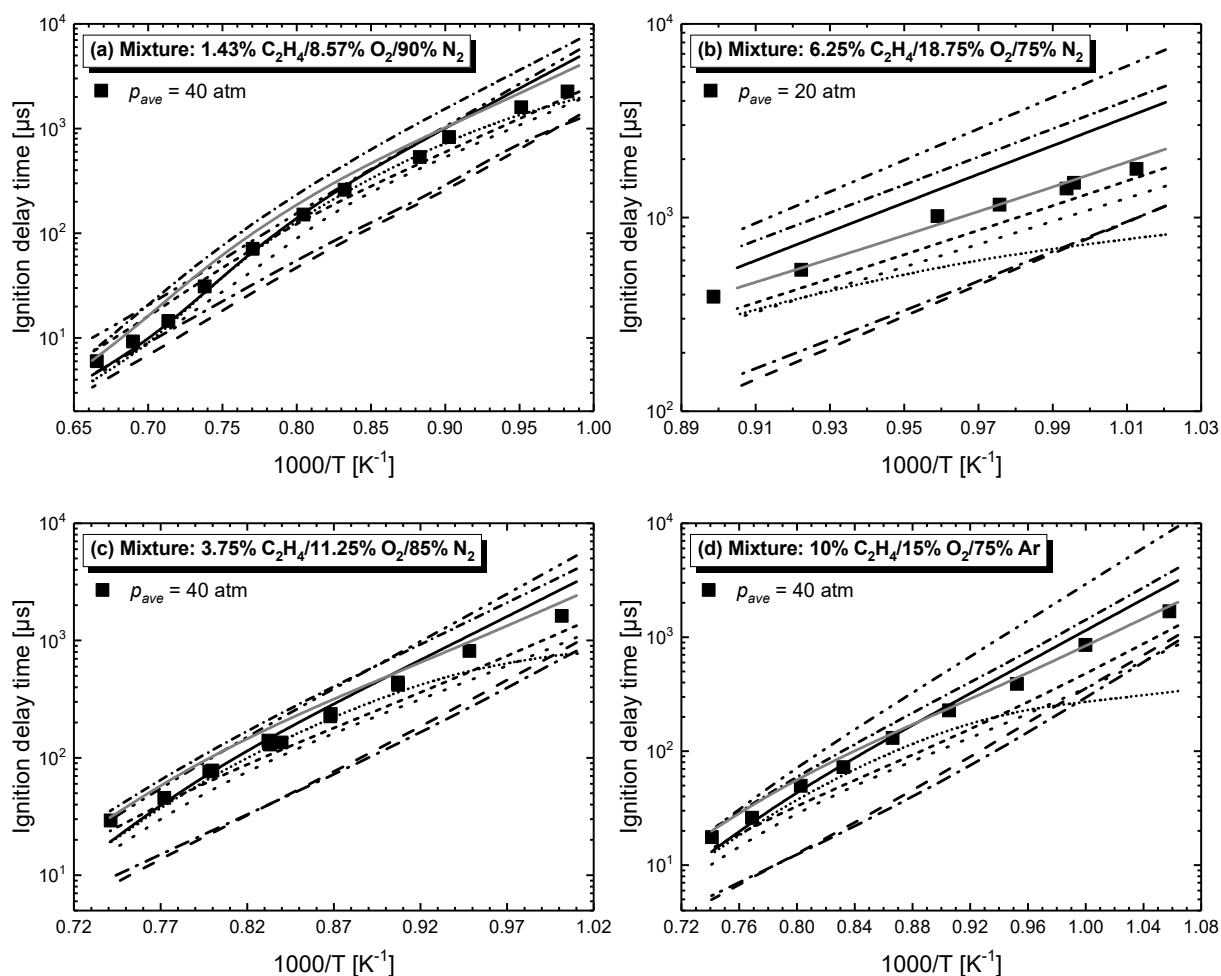 (a) Mixture: 1.43% C₂H₄/8.57% O₂/90% N₂
p_ave = 40 atm
Ignition delay time [µs]
10⁴
10³
10²
10¹
0.65 0.70 0.75 0.80 0.85 0.90 0.95 1.00
1000/T [K⁻¹]
(b) Mixture: 6.25% C₂H₄/18.75% O₂/75% N₂
p_ave = 20 atm
Ignition delay time [µs]
10⁴
10³
10²
0.89 0.91 0.93 0.95 0.97 0.99 1.01 1.03
1000/T [K⁻¹]
(c) Mixture: 3.75% C₂H₄/11.25% O₂/85% N₂
p_ave = 40 atm
Ignition delay time [µs]
10⁴
10³
10²
10¹
0.72 0.77 0.82 0.87 0.92 0.97 1.02
1000/T [K⁻¹]
(d) Mixture: 10% C₂H₄/15% O₂/75% Ar
p_ave = 40 atm
Ignition delay time [µs]
10⁴
10³
10²
10¹
0.72 0.76 0.80 0.84 0.88 0.92 0.96 1.00 1.04 1.08
1000/T [K⁻¹]